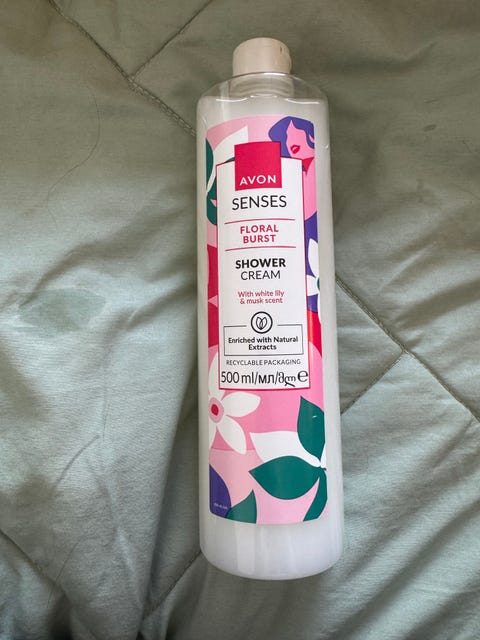 AVON
SENSES
FLORAL
BURST
SHOWER
CREAM
With white lily
& musk scent
Enriched with Natural
Extracts
RECYCLABLE PACKAGING
500 ml/мл/მლ e